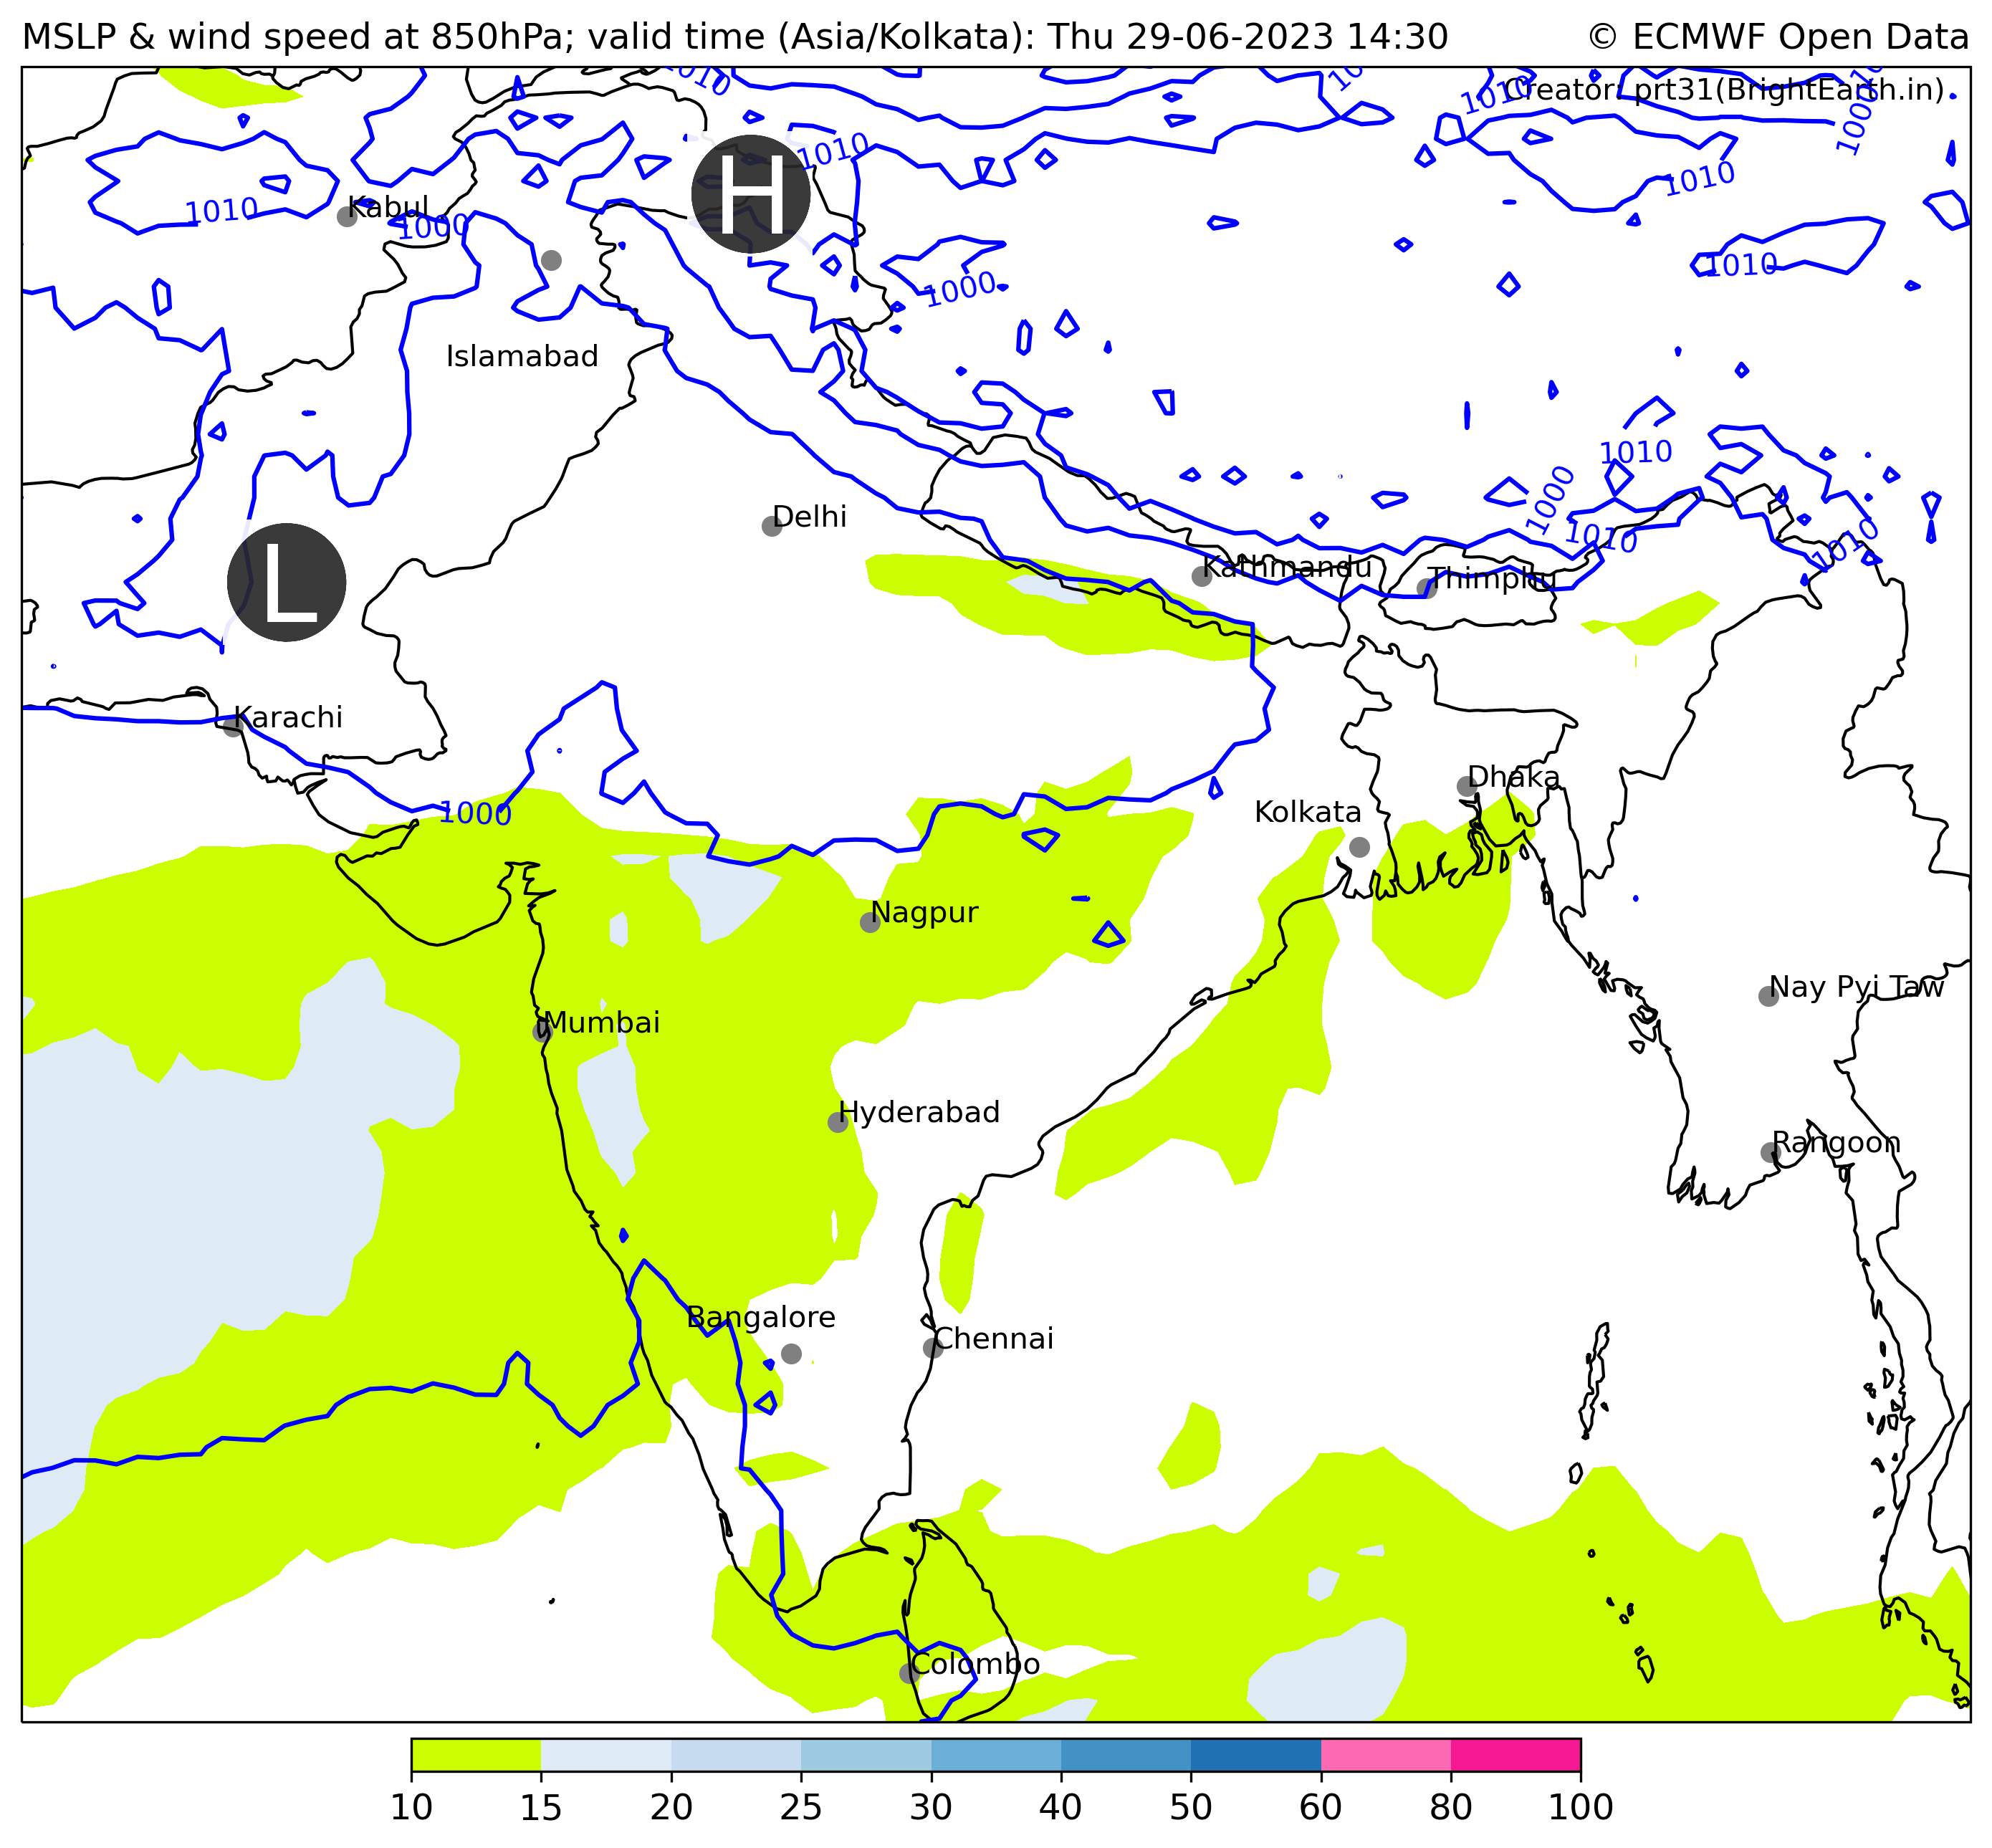 MSLP & wind speed at 850hPa; valid time (Asia/Kolkata): Thu 29-06-2023 14:30
© ECMWF Open Data
1010
10
1010
10
Creator: prt31(BrightEarth.in)
1000
H
1010
1010
1010
Kabul
1000
1010
1000
Islamabad
1010
1000
Delhi
1010
1010
L
Kathmandu
Thimphu
Karachi
Dhaka
1000
Kolkata
Nagpur
Nay Pyi Taw
Mumbai
Hyderabad
Rangoon
Bangalore
Chennai
Colombo
10 15 20 25 30 40 50 60 80 100